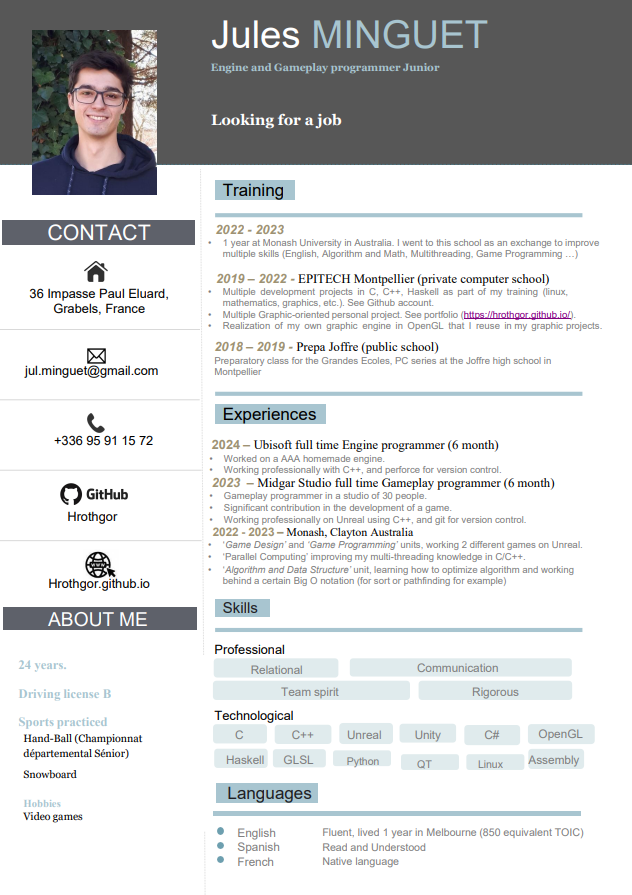 Jules MINGUET
Engine and Gameplay programmer Junior
Looking for a job
CONTACT
36 Impasse Paul Eluard,
Grabels, France
jul.minguet@gmail.com
+336 95 91 15 72
GitHub
Hrothgor
WWW
Hrothgor.github.io
ABOUT ME
24 years.
Driving license B
Sports practiced
Hand-Ball (Championnat
départemental Sénior)
Snowboard
Hobbies
Video games
Training
2022 - 2023
• 1 year at Monash University in Australia. I went to this school as an exchange to improve
multiple skills (English, Algorithm and Math, Multithreading, Game Programming …)
2019 – 2022 - EPITECH Montpellier (private computer school)
• Multiple development projects in C, C++, Haskell as part of my training (linux,
mathematics, graphics, etc.). See Github account.
• Multiple Graphic-oriented personal project. See portfolio (https://hrothgor.github.io/).
• Realization of my own graphic engine in OpenGL that I reuse in my graphic projects.
2018 – 2019 - Prepa Joffre (public school)
Preparatory class for the Grandes Ecoles, PC series at the Joffre high school in
Montpellier
Experiences
2024 – Ubisoft full time Engine programmer (6 month)
• Worked on a AAA homemade engine.
• Working professionally with C++, and perforce for version control.
2023 – Midgar Studio full time Gameplay programmer (6 month)
• Gameplay programmer in a studio of 30 people.
• Significant contribution in the development of a game.
• Working professionally on Unreal using C++, and git for version control.
2022 - 2023 – Monash, Clayton Australia
• ‘Game Design’ and ‘Game Programming’ units, working 2 different games on Unreal.
• ‘Parallel Computing’ improving my multi-threading knowledge in C/C++.
• ‘Algorithm and Data Structure’ unit, learning how to optimize algorithm and working
behind a certain Big O notation (for sort or pathfinding for example)
Skills
Professional
Relational Communication
Team spirit Rigorous
Technological
C C++ Unreal Unity C# OpenGL
Haskell GLSL Python QT Linux Assembly
Languages
• English Fluent, lived 1 year in Melbourne (850 equivalent TOIC)
• Spanish Read and Understood
• French Native language